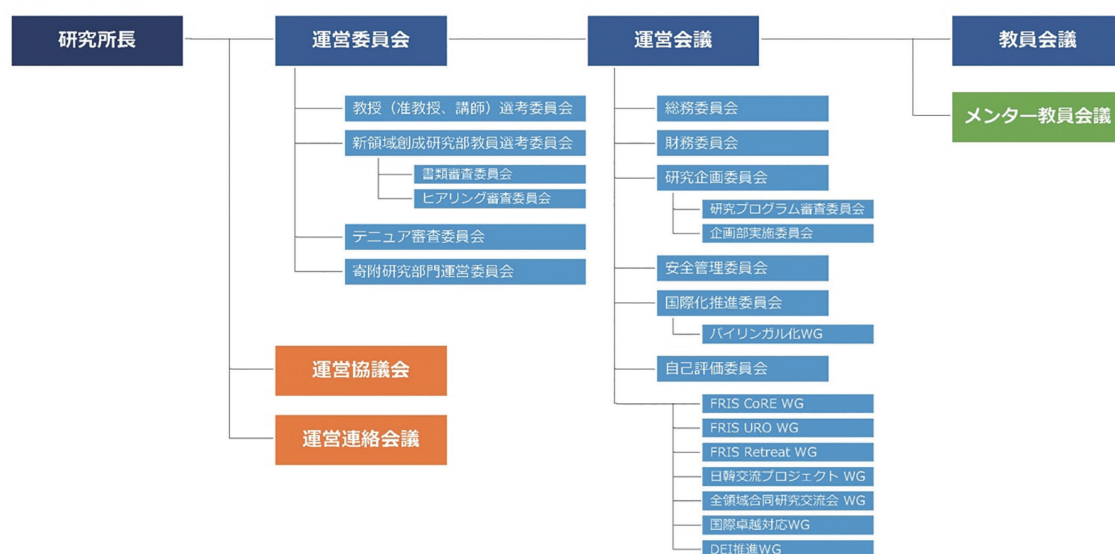 研究所長
運営委員会
運営会議
教員会議
メンター教員会議
教授（准教授、講師）選考委員会
新領域創成研究部教員選考委員会
書類審査委員会
ヒアリング審査委員会
テニュア審査委員会
寄附研究部門運営委員会
運営協議会
運営連絡会議
総務委員会
財務委員会
研究企画委員会
研究プログラム審査委員会
企画部実施委員会
安全管理委員会
国際化推進委員会
バイリンガル化WG
自己評価委員会
FRIS CoRE WG
FRIS URO WG
FRIS Retreat WG
日韓交流プロジェクト WG
全領域合同研究交流会 WG
国際卓越対応WG
DEI推進WG